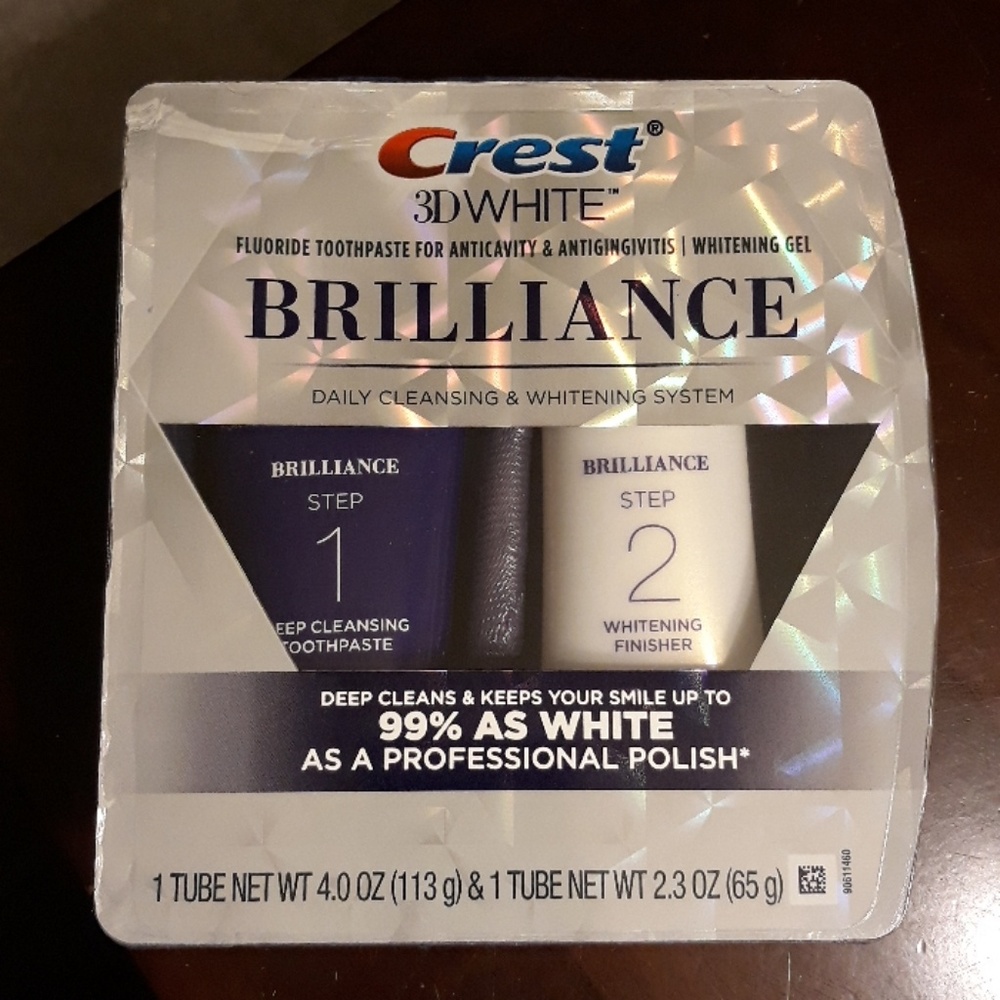 Crest®
3DWHITE™
FLUORIDE TOOTHPASTE FOR ANTICAVITY & ANTIGINGIVITIS | WHITENING GEL
BRILLIANCE
DAILY CLEANSING & WHITENING SYSTEM
BRILLIANCE
STEP
1
EEP CLEANSING
TOOTHPASTE
BRILLIANCE
STEP
2
WHITENING
FINISHER
DEEP CLEANS & KEEPS YOUR SMILE UP TO
99% AS WHITE
AS A PROFESSIONAL POLISH*
1 TUBE NET WT 4.0 OZ (113 g) & 1 TUBE NET WT 2.3 OZ (65 g)
90611460